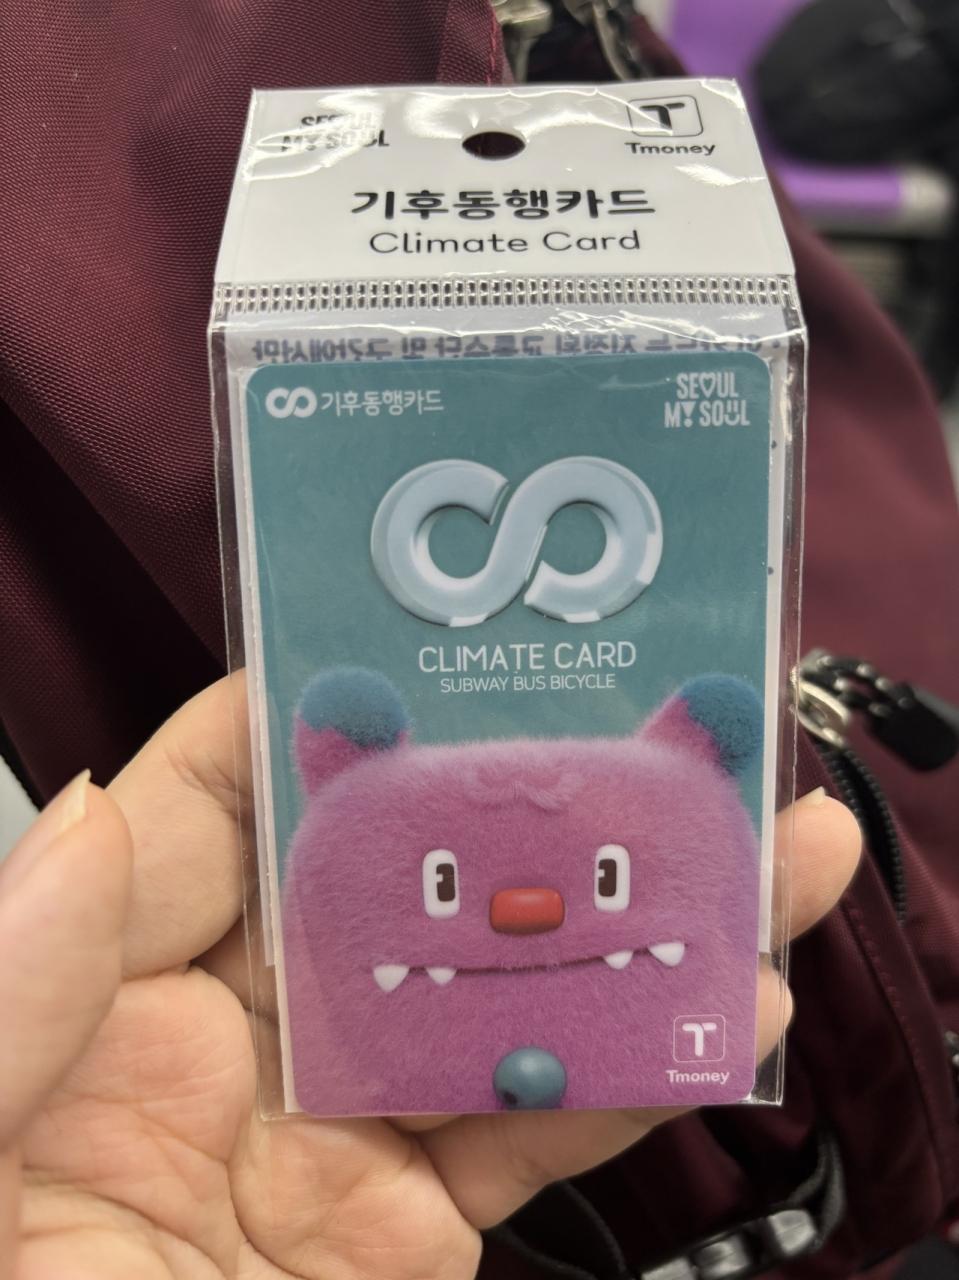 SEOUL
MY SOUL
Tmoney
기후동행카드
Climate Card
기후동행카드
SEOUL
MY SOUL
CLIMATE CARD
SUBWAY BUS BICYCLE
Tmoney